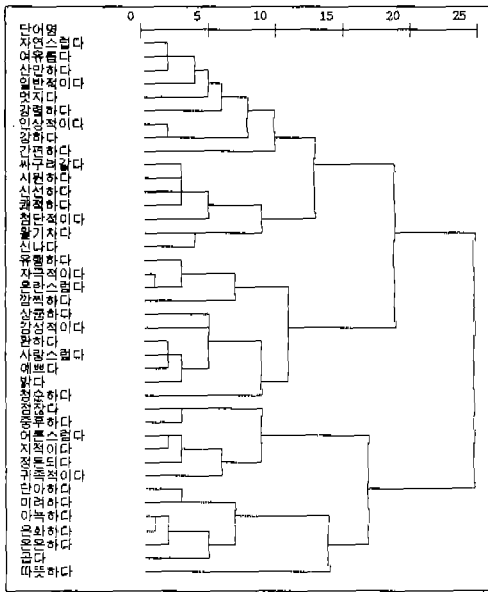 0 5 10 15 20 25
단어명
자연스럽다
여유롭다
산만하다
일반적이다
멋지다
강렬하다
인상적이다
강하다
간편하다
싸구려같다
시원하다
신선하다
쾌적하다
첨단적이다
활기차다
신나다
유행하다
자극적이다
혼란스럽다
깜찍하다
상큼하다
감성적이다
환하다
사랑스럽다
예쁘다
밝다
청순하다
점잖다
중후하다
어른스럽다
지적이다
정돈되다
귀족적이다
단아하다
미려하다
아늑하다
온화하다
은은하다
곱다
따뜻하다